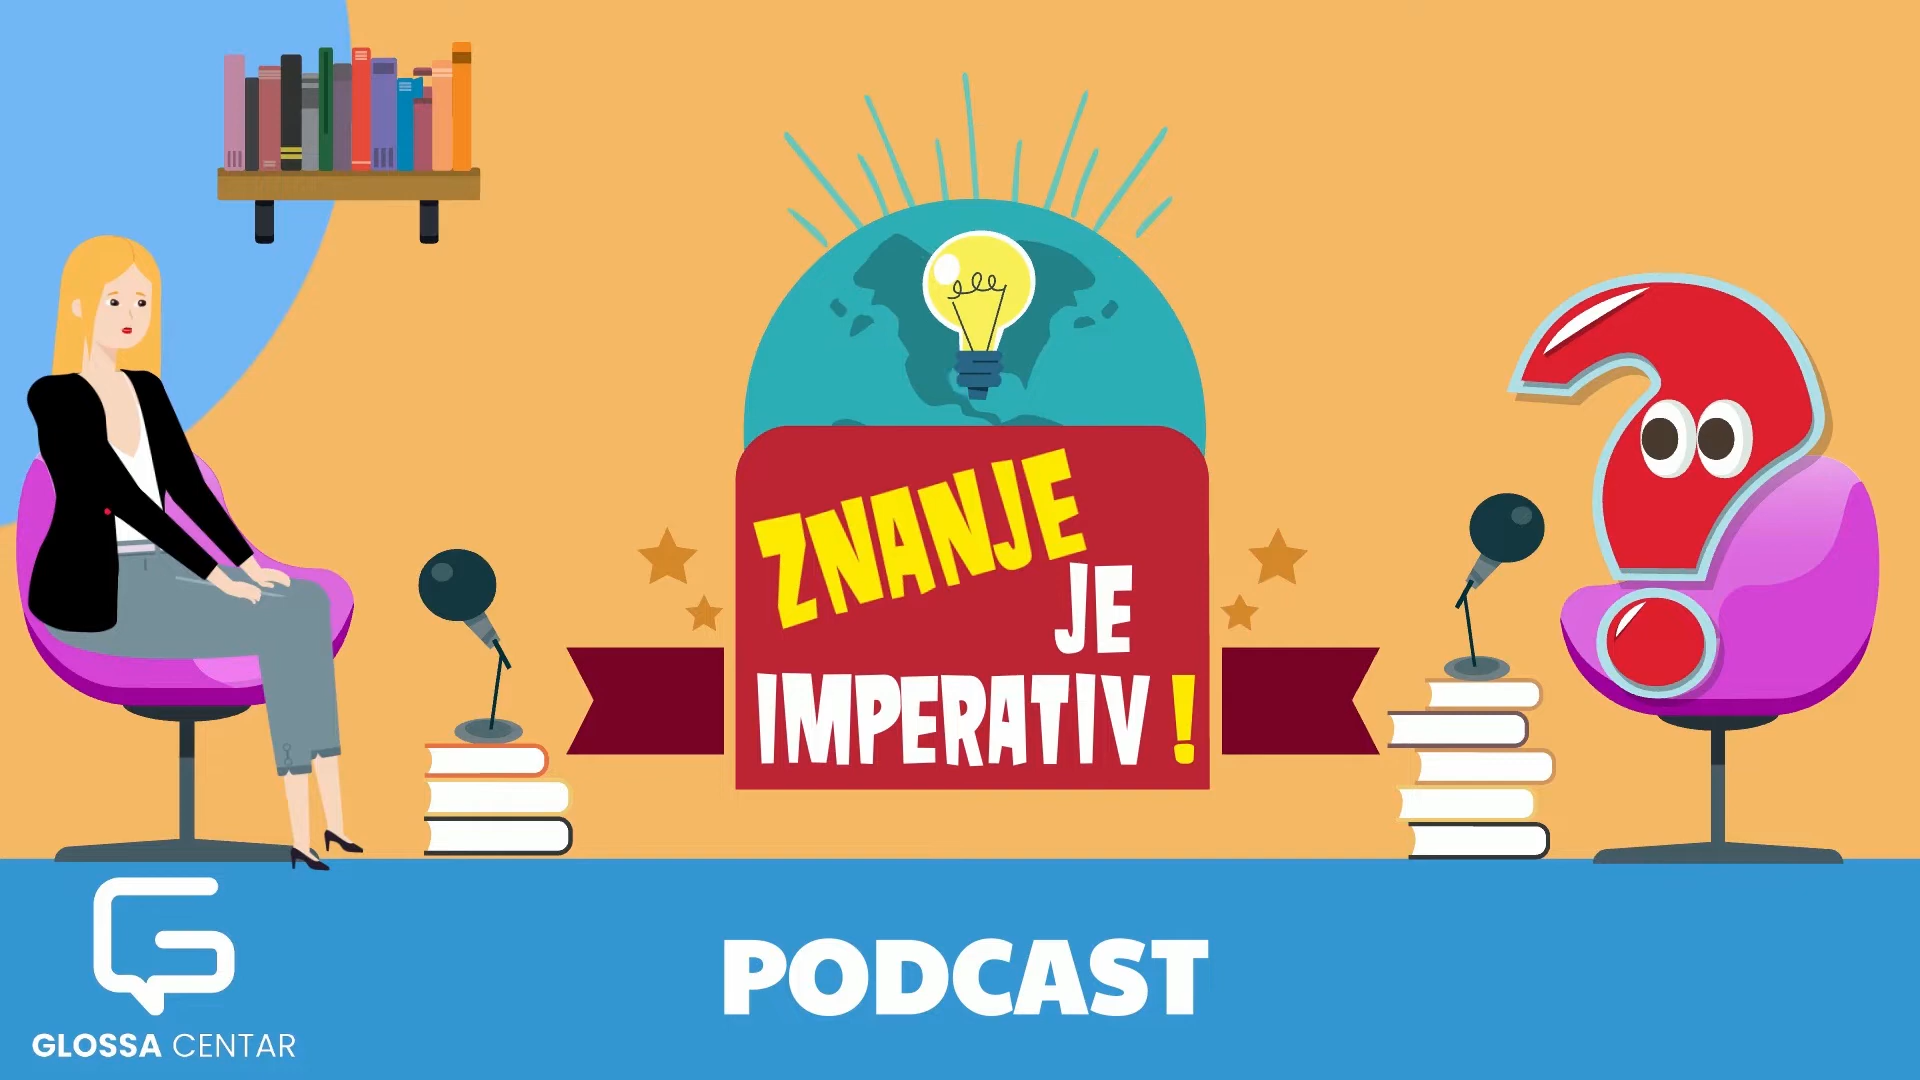 ZNANJE
JE
IMPERATIV !
PODCAST
GLOSSA CENTAR